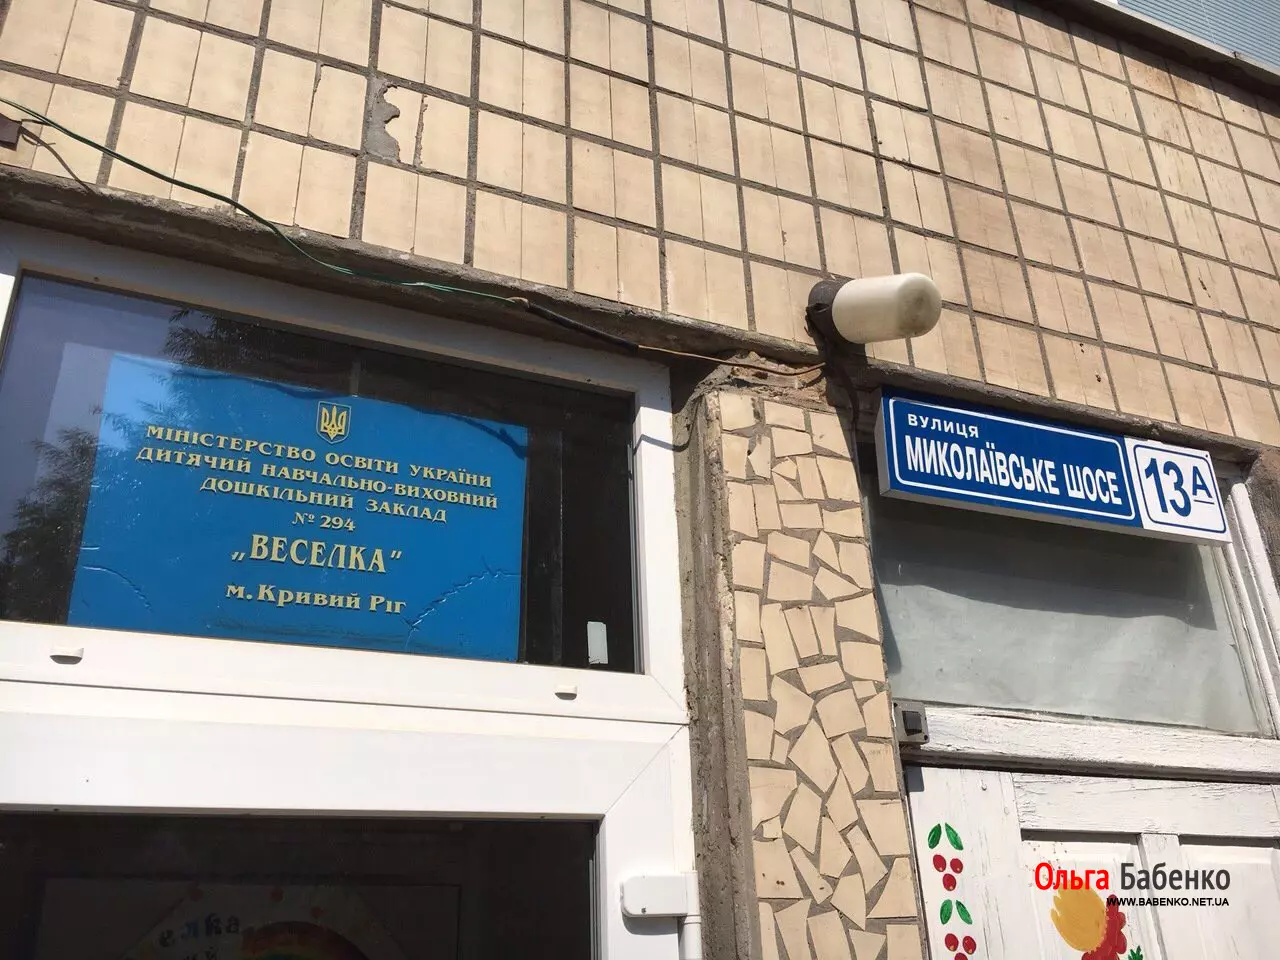 МІНІСТЕРСТВО ОСВІТИ УКРАЇНИ
ДИТЯЧИЙ НАВЧАЛЬНО-ВИХОВНИЙ
ДОШКІЛЬНИЙ ЗАКЛАД
№ 294
„ВЕСЕЛКА"
м. Кривий Ріг
ВУЛИЦЯ
МИКОЛАЇВСЬКЕ ШОСЕ
13А
Ольга Бабенко
WWW.BABENKO.NET.UA